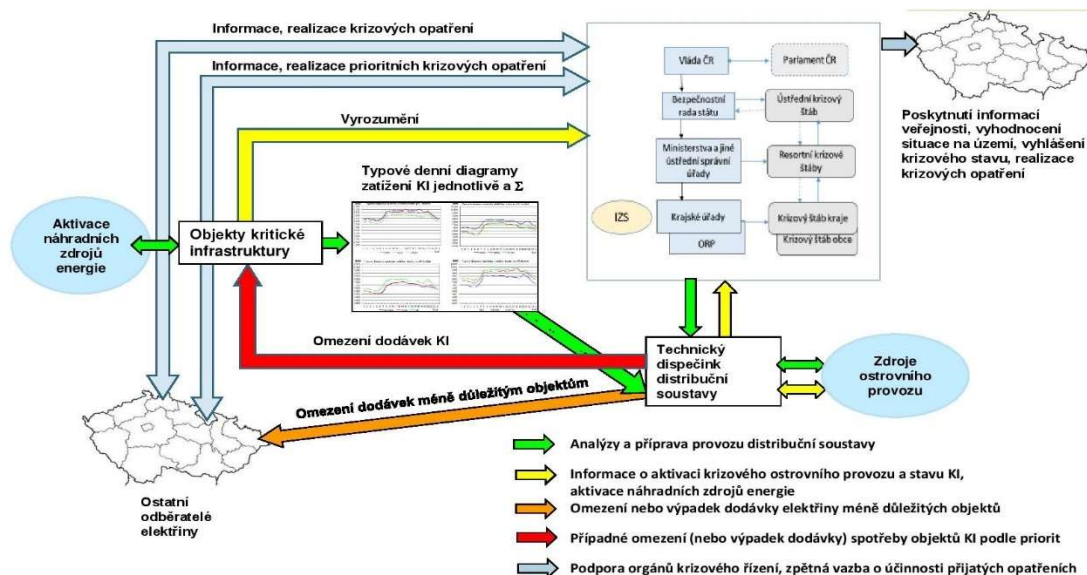 Informace, realizace krizových opatření
Informace, realizace prioritních krizových opatření
Vyrozumění
Typové denní diagramy
zatížení KI jednotlivě a Σ
Aktivace
náhradních
zdrojů
energie
Objekty kritické
infrastruktury
Vláda ČR
Parlament ČR
Bezpečnostní
rada státu
Ústřední krizový
štáb
Ministerstva a jiné
ústřední správní
úřady
Resortní krizové
štáby
IZS
Krajské úřady
ORP
Krizový štáb kraje
Krizový štáb obce
Poskytnutí informací
veřejnosti, vyhodnocení
situace na území, vyhlášení
krizového stavu, realizace
krizových opatření
Omezení dodávek KI
Omezení dodávek méně důležitým objektům
Technický
dispečink
distribuční
soustavy
Zdroje
ostrovního
provozu
Ostatní
odběratelé
elektřiny
Analýzy a příprava provozu distribuční soustavy
Informace o aktivaci krizového ostrovního provozu a stavu KI,
aktivace náhradních zdrojů energie
Omezení nebo výpadek dodávky elektřiny méně důležitých objektů
Případné omezení (nebo výpadek dodávky) spotřeby objektů KI podle priorit
Podpora orgánů krizového řízení, zpětná vazba o účinnosti přijatých opatřeních